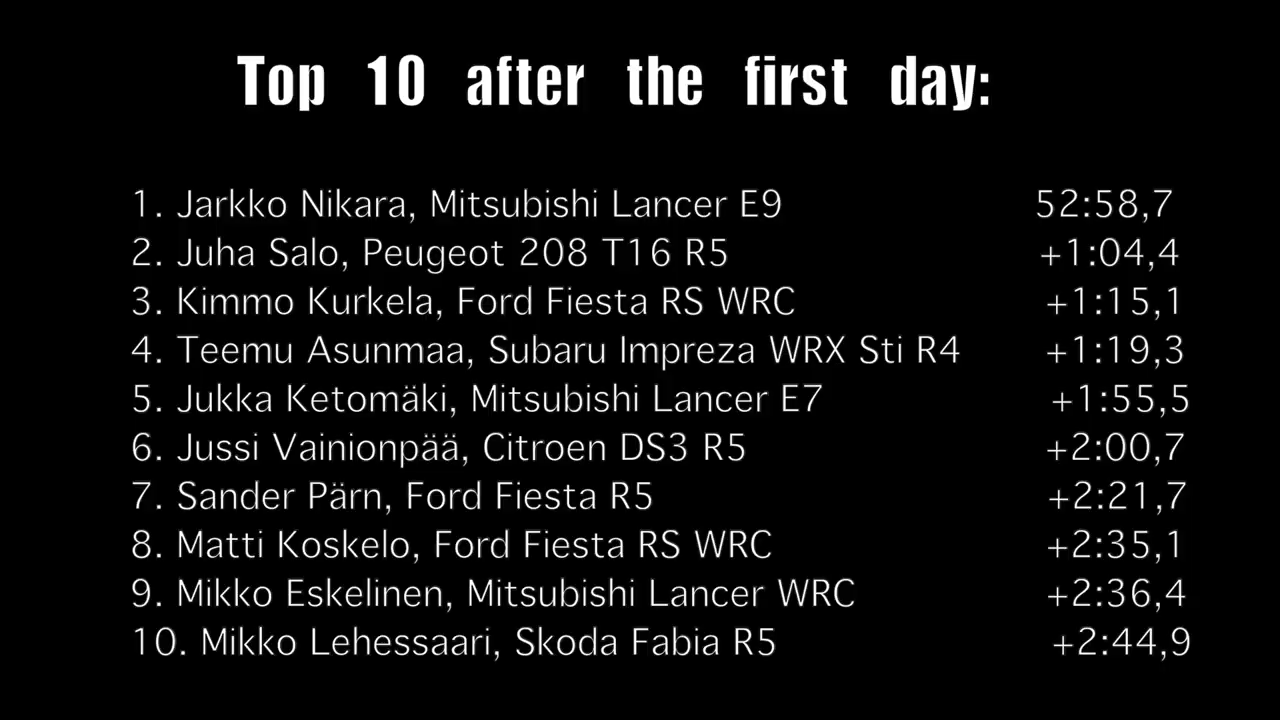 Top 10 after the first day:
1. Jarkko Nikara, Mitsubishi Lancer E9 52:58,7
2. Juha Salo, Peugeot 208 T16 R5 +1:04,4
3. Kimmo Kurkela, Ford Fiesta RS WRC +1:15,1
4. Teemu Asunmaa, Subaru Impreza WRX Sti R4 +1:19,3
5. Jukka Ketomäki, Mitsubishi Lancer E7 +1:55,5
6. Jussi Vainionpää, Citroen DS3 R5 +2:00,7
7. Sander Pärn, Ford Fiesta R5 +2:21,7
8. Matti Koskelo, Ford Fiesta RS WRC +2:35,1
9. Mikko Eskelinen, Mitsubishi Lancer WRC +2:36,4
10. Mikko Lehessaari, Skoda Fabia R5 +2:44,9